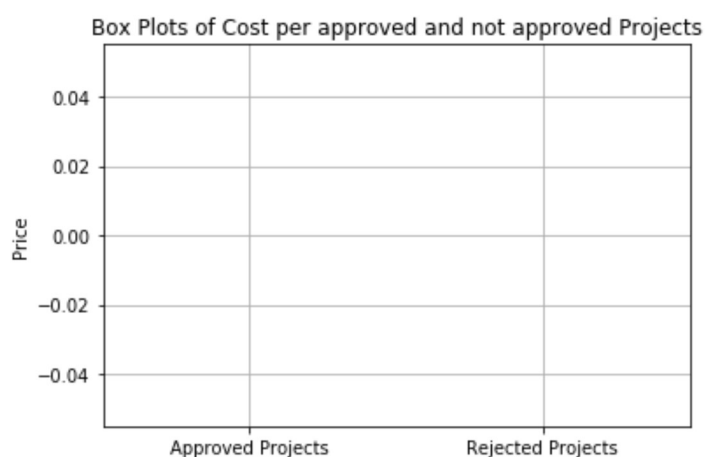 Box Plots of Cost per approved and not approved Projects
0.04
0.02
0.00
−0.02
−0.04
Price
Approved Projects
Rejected Projects